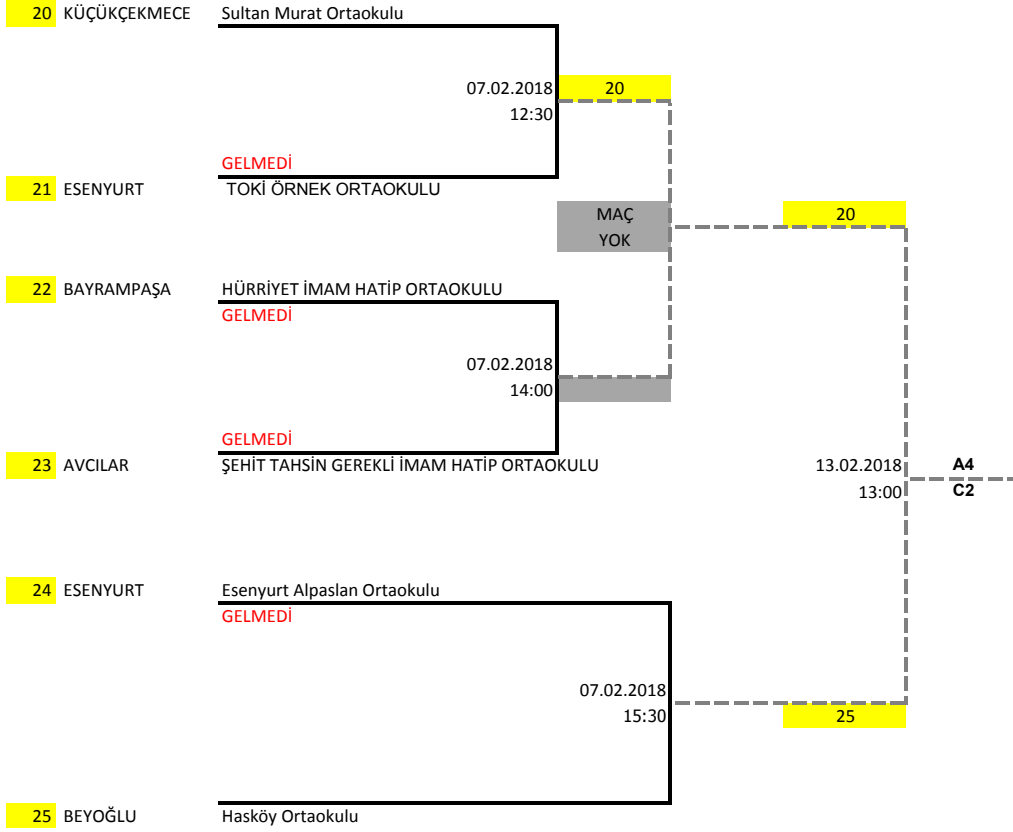 20 KÜÇÜKÇEKMECE Sultan Murat Ortaokulu
07.02.2018 20
12:30
GELMEDİ
21 ESENYURT TOKİ ÖRNEK ORTAOKULU
MAÇ 20
YOK
22 BAYRAMPAŞA HÜRRİYET İMAM HATİP ORTAOKULU
GELMEDİ
07.02.2018
14:00
GELMEDİ
23 AVCILAR ŞEHİT TAHSİN GEREKLİ İMAM HATİP ORTAOKULU 13.02.2018 A4
13:00 C2
24 ESENYURT Esenyurt Alpaslan Ortaokulu
GELMEDİ
07.02.2018
15:30 25
25 BEYOĞLU Hasköy Ortaokulu